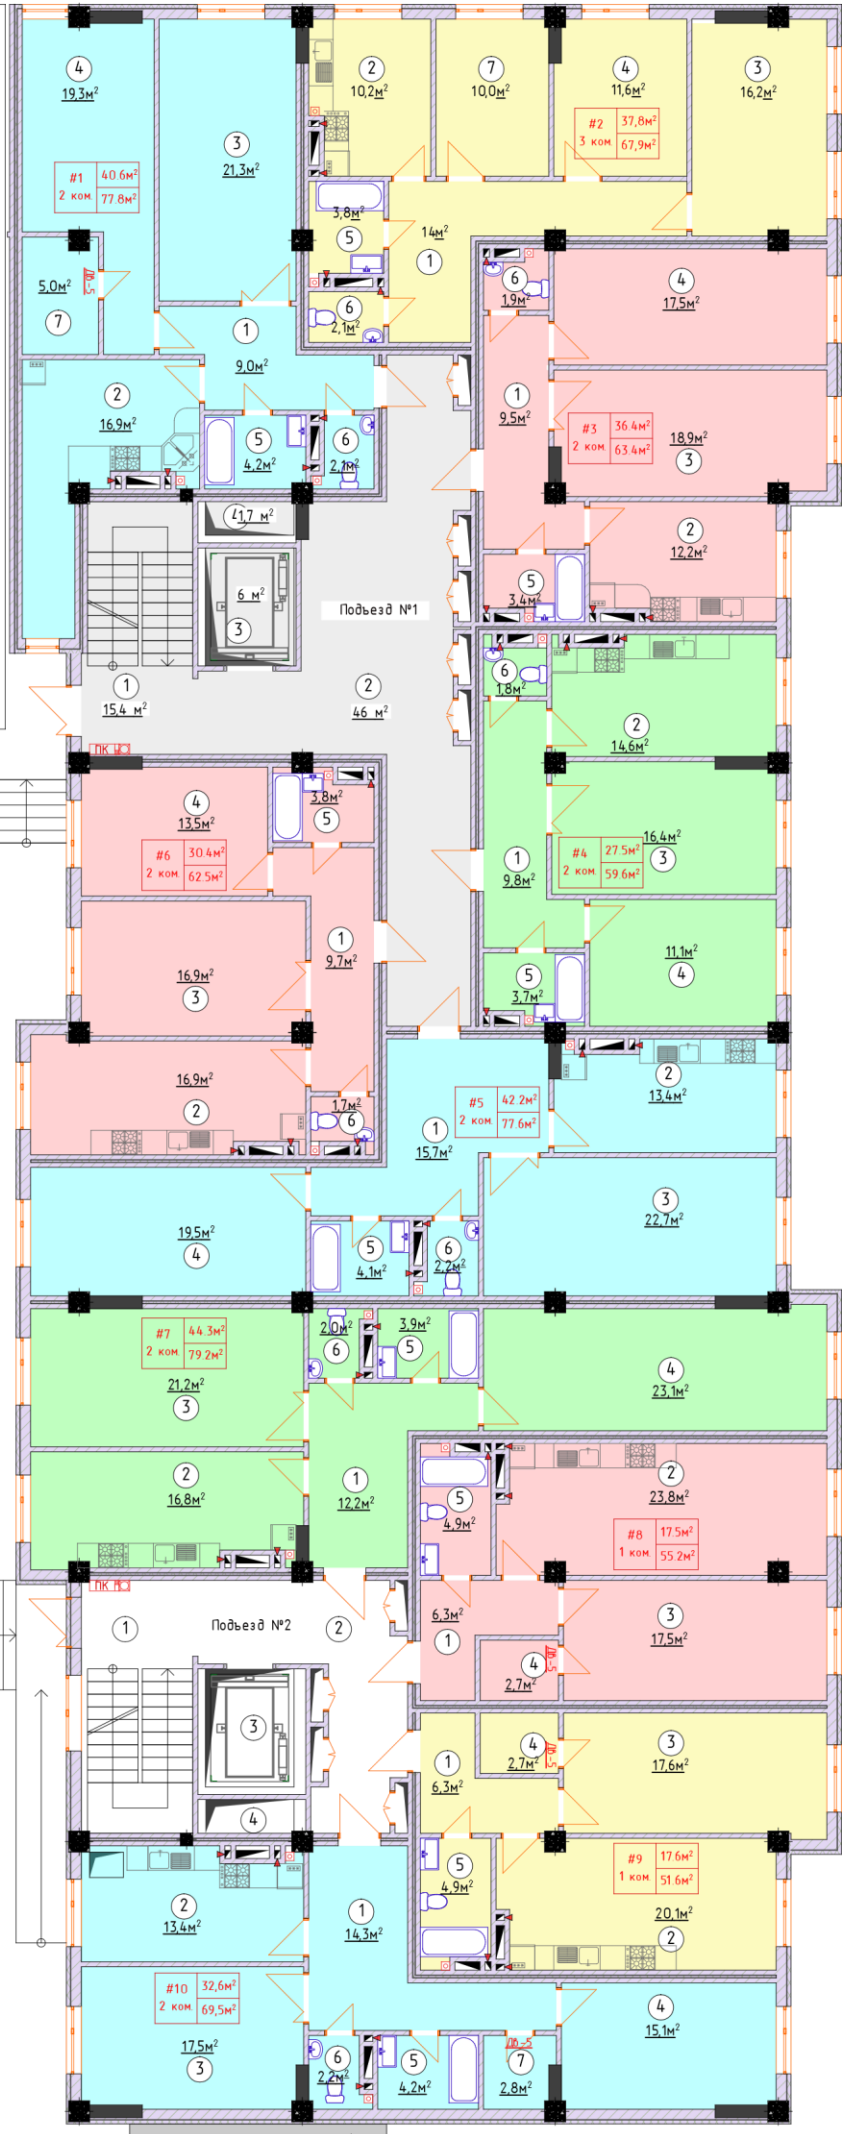 4
19,3м²
#1
2 ком.
40.6м²
77.8м²
3
21,3м²
2
10,2м²
7
10,0м²
4
11,6м²
3
16,2м²
#2
3 ком.
37,8м²
67,9м²
3,8м²
5
14м²
1
6
2,1м²
5,0м²
7
ДВ-5
1
9,0м²
2
16,9м²
5
4,2м²
6
2,1м²
6
1,9м²
4
17,5м²
1
9,5м²
#3
2 ком.
36.4м²
63.4м²
18,9м²
3
2
12,2м²
5
3,4м²
1,7 м²
6 м²
3
Подъезд №1
1
15,4 м²
2
46 м²
ПК
6
1,8м²
2
14,6м²
16,4м²
3
#4
2 ком.
27.5м²
59.6м²
1
9,8м²
5
3,7м²
11,1м²
4
4
13,5м²
#6
2 ком.
30.4м²
62.5м²
3,8м²
5
1
9,7м²
16,9м²
3
16,9м²
2
1,7м²
6
#5
2 ком.
42.2м²
77.6м²
1
15,7м²
2
13,4м²
3
22,7м²
19,5м²
4
5
4,1м²
6
2,2м²
#7
2 ком.
44.3м²
79.2м²
21,2м²
3
2,0м²
6
3,9м²
5
4
23,1м²
2
16,8м²
1
12,2м²
5
4,9м²
2
23,8м²
#8
1 ком.
17.5м²
55.2м²
ПК
1
Подъезд №2
2
6,3м²
1
3
17,5м²
4
2,7м²
ДВ-5
3
4
1
6,3м²
4
2,7м²
ДВ-5
3
17,6м²
5
4,9м²
#9
1 ком.
17.6м²
51.6м²
20,1м²
2
2
13,4м²
1
14,3м²
#10
2 ком.
32,6м²
69,5м²
17,5м²
3
6
2,2м²
5
4,2м²
ДВ-5
7
2,8м²
4
15,1м²